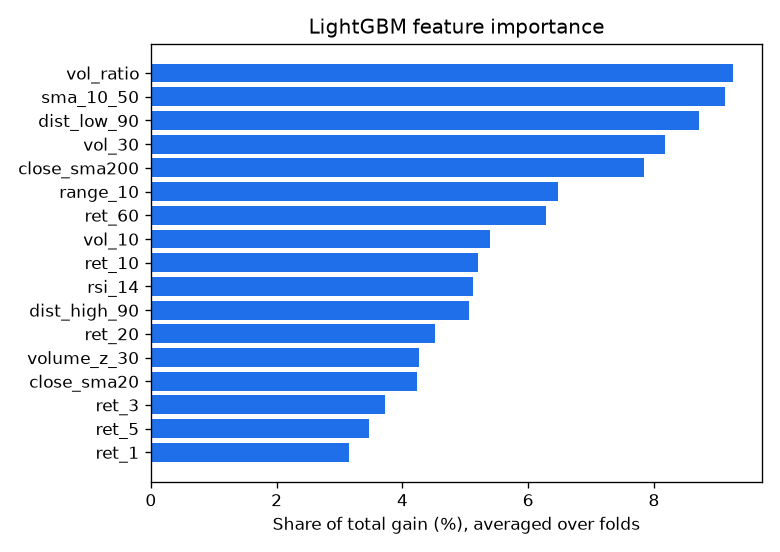 LightGBM feature importance
vol_ratio
sma_10_50
dist_low_90
vol_30
close_sma200
range_10
ret_60
vol_10
ret_10
rsi_14
dist_high_90
ret_20
volume_z_30
close_sma20
ret_3
ret_5
ret_1
0 2 4 6 8
Share of total gain (%), averaged over folds